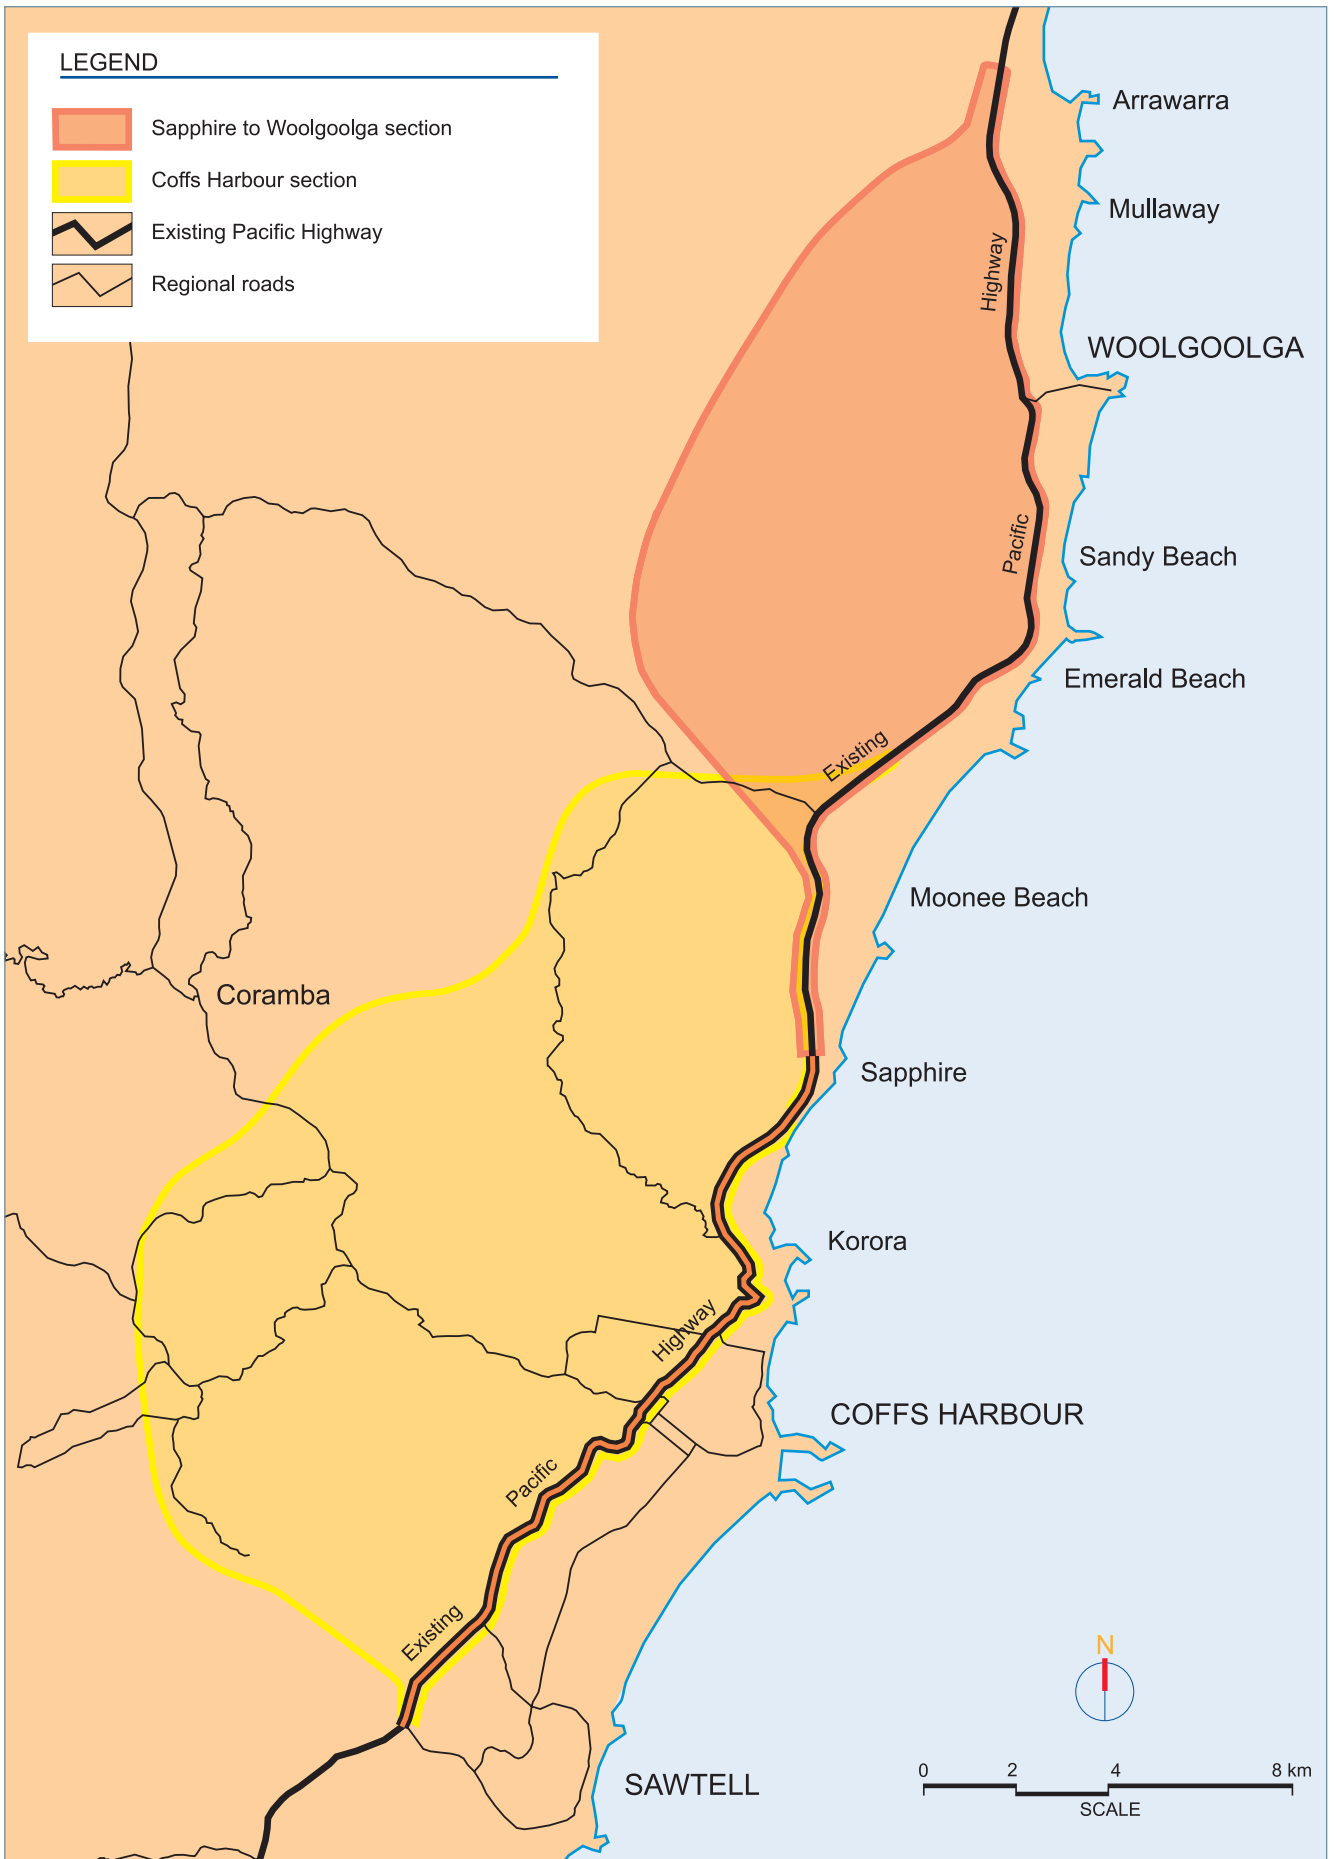 LEGEND
Sapphire to Woolgoolga section
Coffs Harbour section
Existing Pacific Highway
Regional roads
Arrawarra
Mullaway
Highway
WOOLGOOLGA
Pacific
Sandy Beach
Emerald Beach
Existing
Moonee Beach
Coramba
Sapphire
Korora
Highway
COFFS HARBOUR
Pacific
Existing
N
SAWTELL
0 2 4 8 km
SCALE